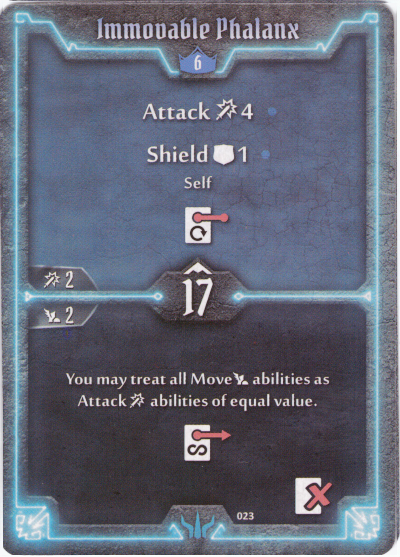 Immovable Phalanx
6
Attack 4
Shield 1
Self
2
17
2
You may treat all Move abilities as
Attack abilities of equal value.
023